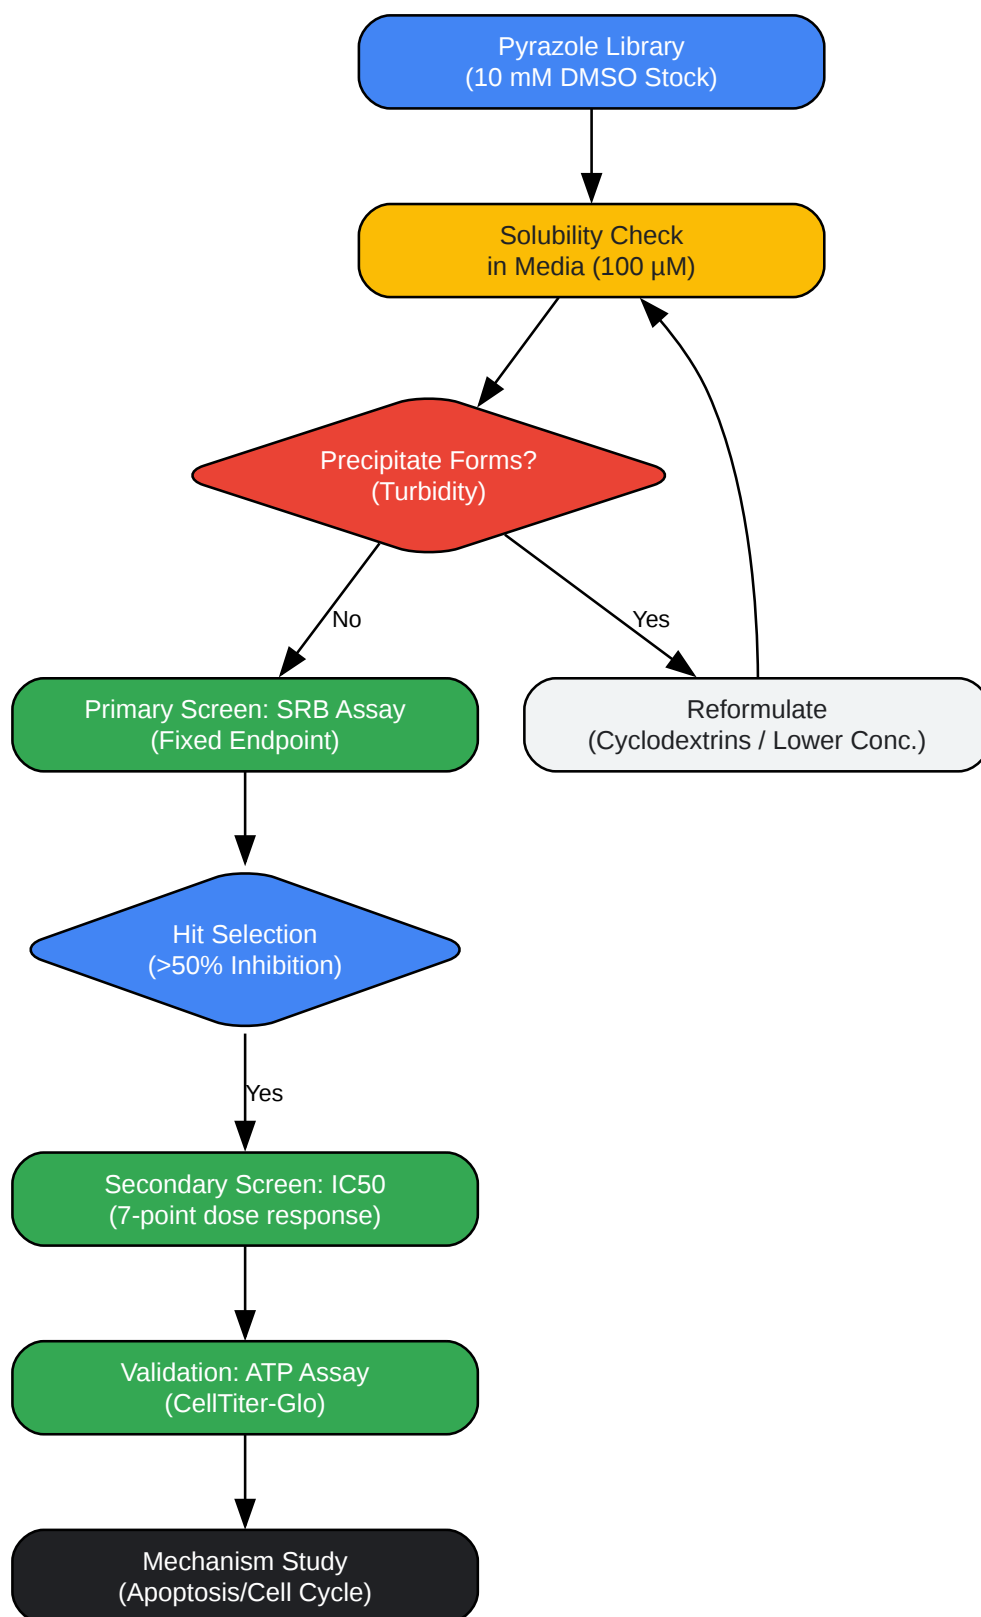 Pyrazole Library
(10 mM DMSO Stock)
Solubility Check
in Media (100 µM)
Precipitate Forms?
(Turbidity)
No
Yes
Primary Screen: SRB Assay
(Fixed Endpoint)
Reformulate
(Cyclodextrins / Lower Conc.)
Hit Selection
(>50% Inhibition)
Yes
Secondary Screen: IC50
(7-point dose response)
Validation: ATP Assay
(CellTiter-Glo)
Mechanism Study
(Apoptosis/Cell Cycle)